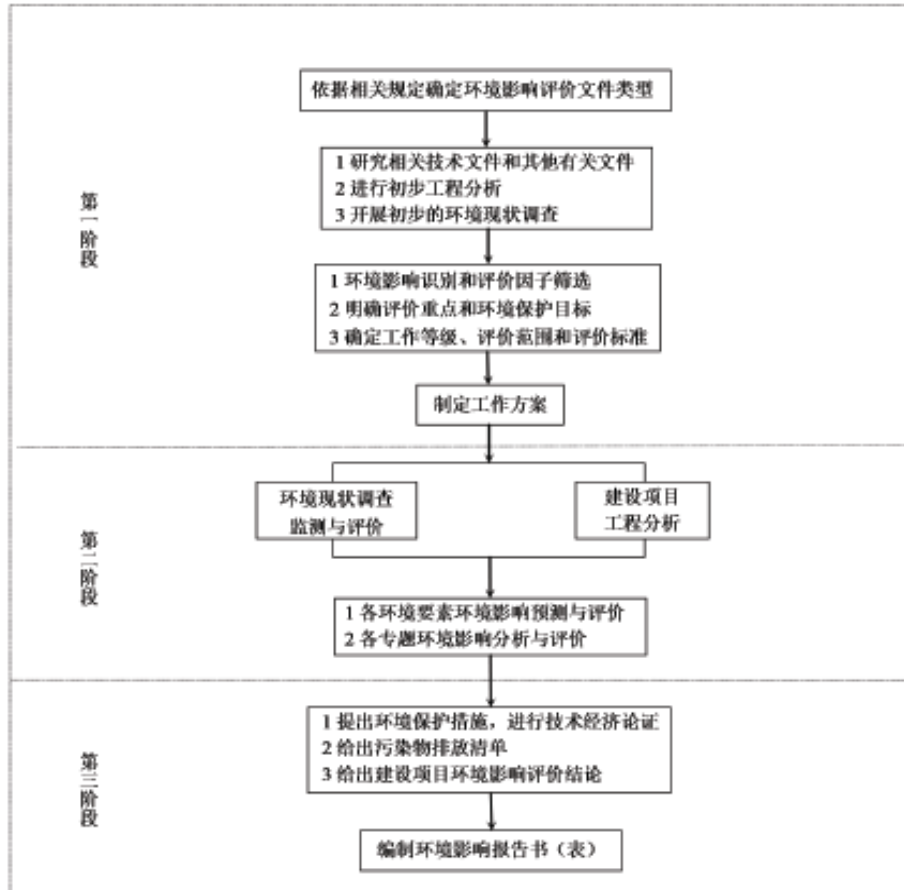 依据相关规定确定环境影响评价文件类型
1 研究相关技术文件和其他有关文件
2 进行初步工程分析
3 开展初步的环境现状调查
第一阶段
1 环境影响识别和评价因子筛选
2 明确评价重点和环境保护目标
3 确定工作等级、评价范围和评价标准
制定工作方案
环境现状调查
监测与评价
建设项目
工程分析
第二阶段
1 各环境要素环境影响预测与评价
2 各专题环境影响分析与评价
1 提出环境保护措施，进行技术经济论证
2 给出污染物排放清单
3 给出建设项目环境影响评价结论
第三阶段
编制环境影响报告书（表）